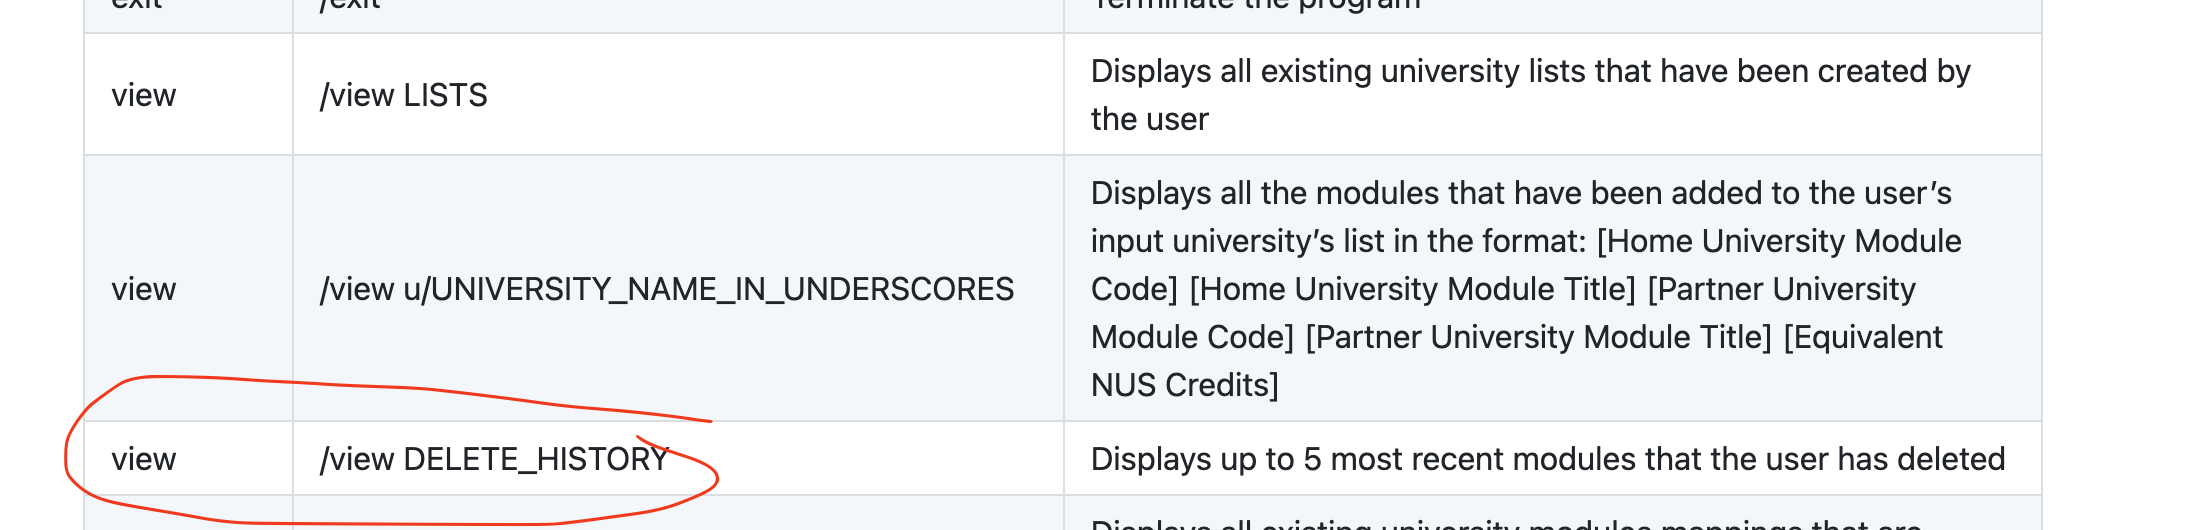 exit /exit Terminate the program
view /view LISTS Displays all existing university lists that have been created by
the user
Displays all the modules that have been added to the user’s
input university’s list in the format: [Home University Module
view /view u/UNIVERSITY_NAME_IN_UNDERSCORES Code] [Home University Module Title] [Partner University
Module Code] [Partner University Module Title] [Equivalent
NUS Credits]
view /view DELETE_HISTORY Displays up to 5 most recent modules that the user has deleted
Displays all existing university modules mappings that are